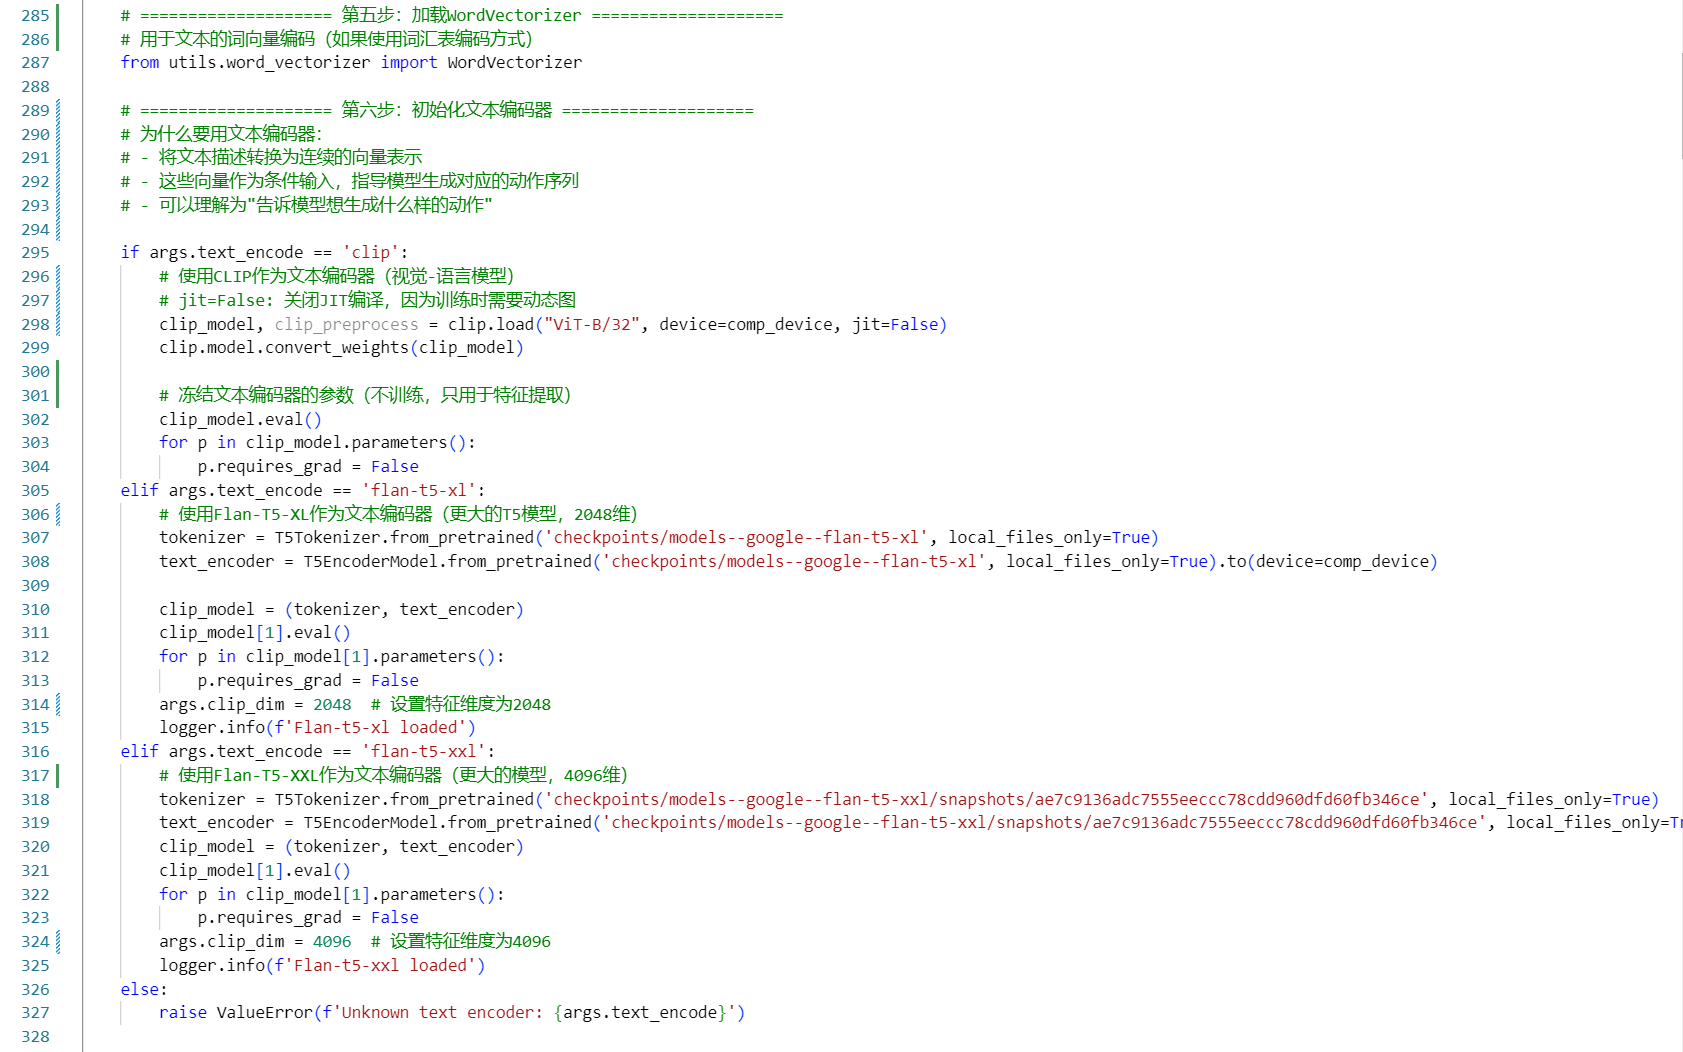 285 # ==================== 第五步：加载WordVectorizer ====================
286 # 用于文本的词向量编码（如果使用词汇表编码方式）
287 from utils.word_vectorizer import WordVectorizer
288
289 # ==================== 第六步：初始化文本编码器 ====================
290 # 为什么要用文本编码器：
291 # - 将文本描述转换为连续的向量表示
292 # - 这些向量作为条件输入，指导模型生成对应的动作序列
293 # - 可以理解为"告诉模型想生成什么样的动作"
294
295 if args.text_encode == 'clip':
296     # 使用CLIP作为文本编码器（视觉-语言模型）
297     # jit=False: 关闭JIT编译，因为训练时需要动态图
298     clip_model, clip_preprocess = clip.load("ViT-B/32", device=comp_device, jit=False)
299     clip.model.convert_weights(clip_model)
300
301     # 冻结文本编码器的参数（不训练，只用于特征提取）
302     clip_model.eval()
303     for p in clip_model.parameters():
304         p.requires_grad = False
305 elif args.text_encode == 'flan-t5-xl':
306     # 使用Flan-T5-XL作为文本编码器（更大的T5模型，2048维）
307     tokenizer = T5Tokenizer.from_pretrained('checkpoints/models--google--flan-t5-xl', local_files_only=True)
308     text_encoder = T5EncoderModel.from_pretrained('checkpoints/models--google--flan-t5-xl', local_files_only=True).to(device=comp_device)
309
310     clip_model = (tokenizer, text_encoder)
311     clip_model[1].eval()
312     for p in clip_model[1].parameters():
313         p.requires_grad = False
314     args.clip_dim = 2048  # 设置特征维度为2048
315     logger.info(f'Flan-t5-xl loaded')
316 elif args.text_encode == 'flan-t5-xxl':
317     # 使用Flan-T5-XXL作为文本编码器（更大的模型，4096维）
318     tokenizer = T5Tokenizer.from_pretrained('checkpoints/models--google--flan-t5-xxl/snapshots/ae7c9136adc7555eeccc78cdd960dfd60fb346ce', local_files_only=True)
319     text_encoder = T5EncoderModel.from_pretrained('checkpoints/models--google--flan-t5-xxl/snapshots/ae7c9136adc7555eeccc78cdd960dfd60fb346ce', local_files_only=
320     clip_model = (tokenizer, text_encoder)
321     clip_model[1].eval()
322     for p in clip_model[1].parameters():
323         p.requires_grad = False
324     args.clip_dim = 4096  # 设置特征维度为4096
325     logger.info(f'Flan-t5-xxl loaded')
326 else:
327     raise ValueError(f'Unknown text encoder: {args.text_encode}')
328